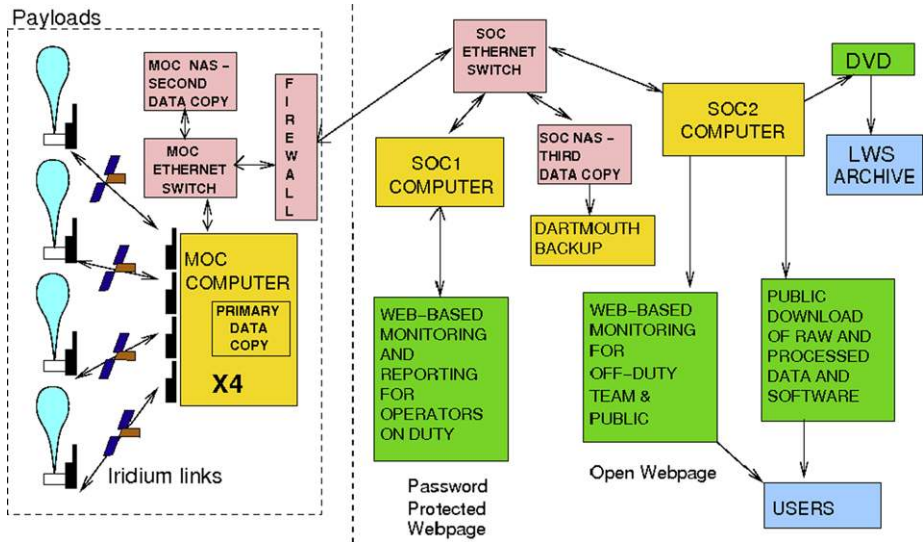 Payloads
MOC NAS –
SECOND
DATA COPY
MOC
ETHERNET
SWITCH
FIREWALL
MOC
COMPUTER
PRIMARY
DATA
COPY
X4
Iridium links
SOC
ETHERNET
SWITCH
SOC1
COMPUTER
SOC NAS –
THIRD
DATA COPY
DARTMOUTH
BACKUP
SOC2
COMPUTER
DVD
LWS
ARCHIVE
WEB–BASED
MONITORING
AND
REPORTING
FOR
OPERATORS
ON DUTY
Password
Protected
Webpage
WEB–BASED
MONITORING
FOR
OFF–DUTY
TEAM &
PUBLIC
Open Webpage
PUBLIC
DOWNLOAD
OF RAW AND
PROCESSED
DATA AND
SOFTWARE
USERS